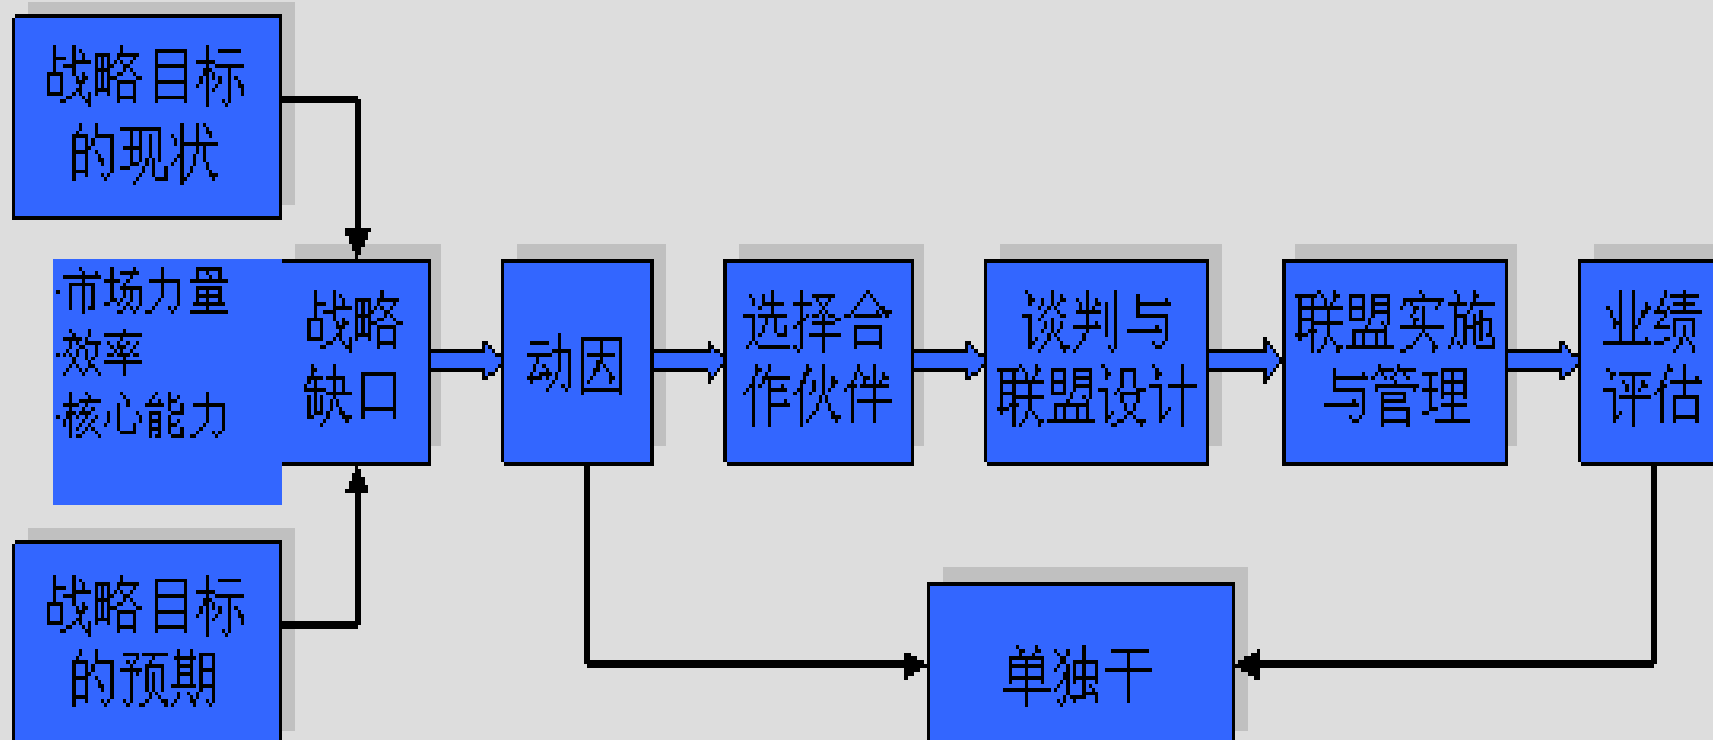 战略目标
的现状
·市场力量
·效率
·核心能力
战略
缺口
动因
选择合
作伙伴
谈判与
联盟设计
联盟实施
与管理
业绩
评估
战略目标
的预期
单独干